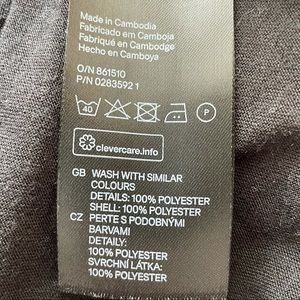 Made in Cambodia
Fabricado em Camboja
Fabriqué en Cambodge
Hecho en Camboya
O/N 861510
P/N 0283592 1
40
P
clevercare.info
GB WASH WITH SIMILAR
COLOURS
DETAILS: 100% POLYESTER
SHELL: 100% POLYESTER
CZ PERTE S PODOBNÝMI
BARVAMI
DETAILY:
100% POLYESTER
SVRCHNÍ LÁTKA:
100% POLYESTER